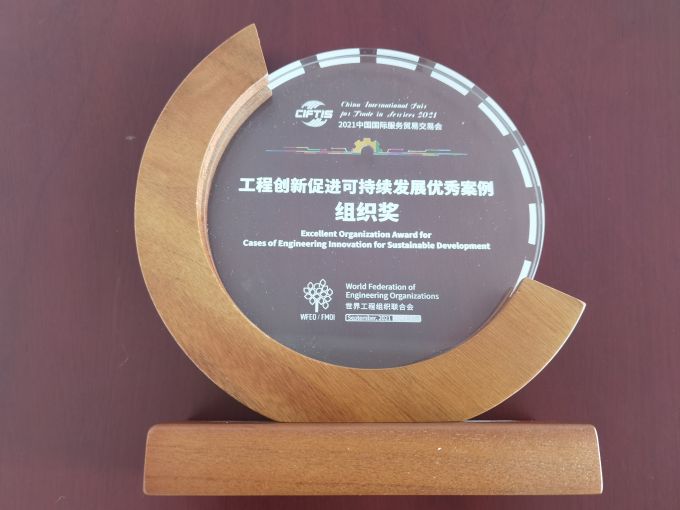 CIFTIS
China International Fair
for Trade in Services 2021
2021中国国际服务贸易交易会
工程创新促进可持续发展优秀案例
组织奖
Excellent Organization Award for
Cases of Engineering Innovation for Sustainable Development
World Federation of
Engineering Organizations
世界工程组织联合会
WFEO / FMOI
September, 2021